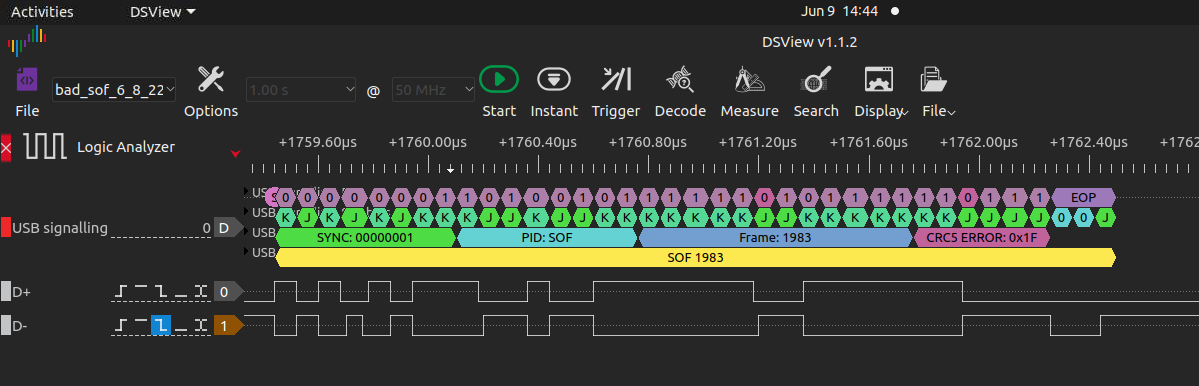 Activities DSView Jun 9 14:44
DSView v1.1.2
bad_sof_6_8_22 1.00 s @ 50 MHz
File Options Start Instant Trigger Decode Measure Search Display File
Logic Analyzer +1759.60μs +1760.00μs +1760.40μs +1760.80μs +1761.20μs +1761.60μs +1762.00μs +1762.40μs +1762
USB S 0 0 0 0 0 0 0 1 1 0 1 0 0 1 0 1 1 1 1 1 1 0 1 0 1 1 1 1 1 1 0 1 1 1 EOP
USB K J K J K J K K K J J K J J K K K K K K K J J K K K K K K K J J J J 0 0 J
USB signalling 0 D USB SYNC: 00000001 PID: SOF Frame: 1983 CRC5 ERROR: 0x1F
USB SOF 1983
D+ 0
D- 1